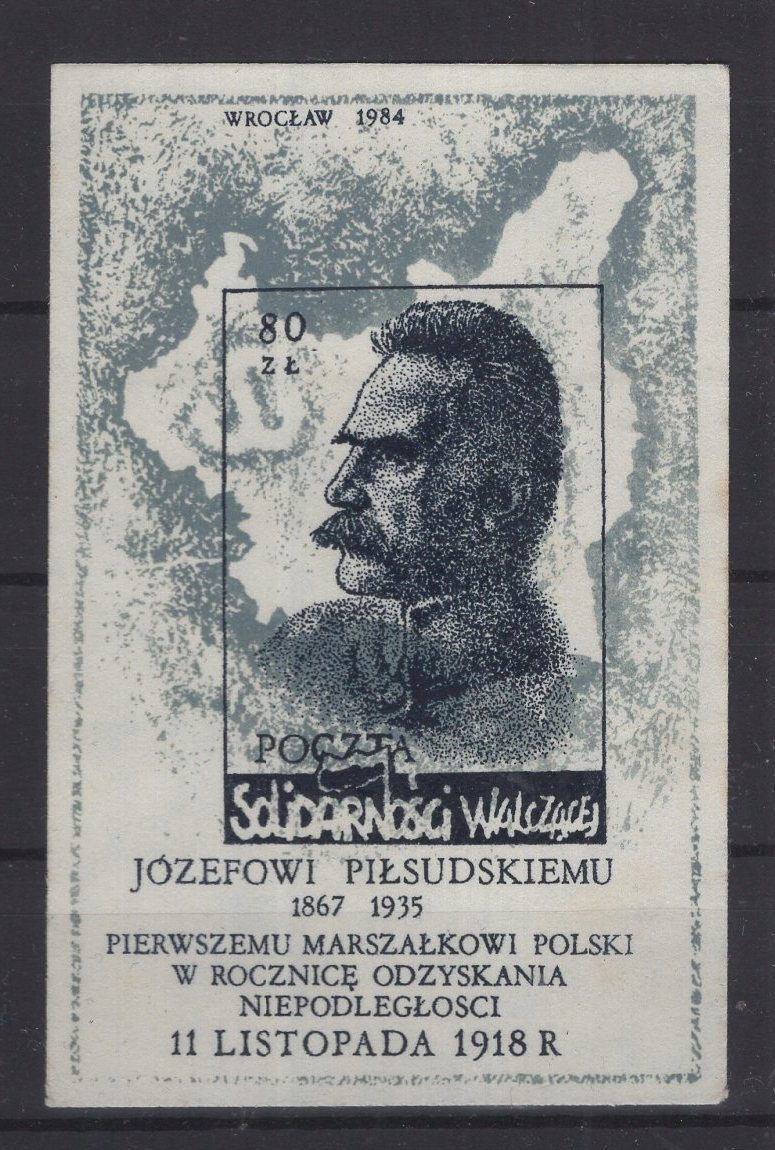 WROCŁAW 1984
80
ZŁ
POCZTA
SOLIDARNOŚCI WALCZĄCEJ
JÓZEFOWI PIŁSUDSKIEMU
1867 1935
PIERWSZEMU MARSZAŁKOWI POLSKI
W ROCZNICĘ ODZYSKANIA
NIEPODLEGŁOSCI
11 LISTOPADA 1918 R